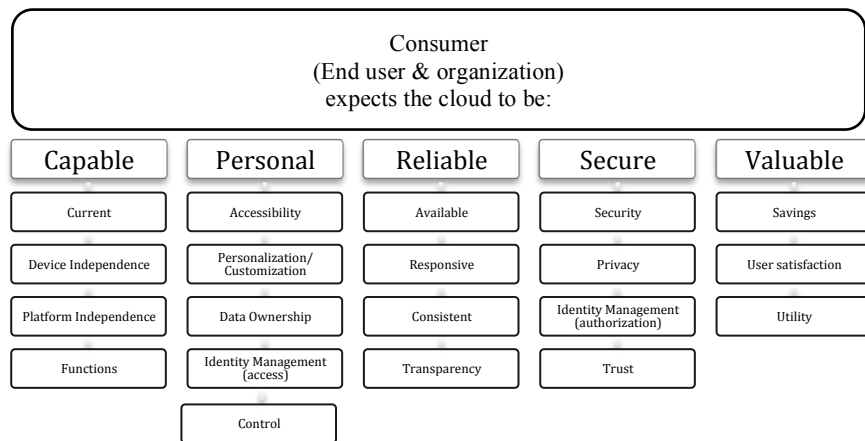 Consumer
(End user & organization)
expects the cloud to be:
Capable
Personal
Reliable
Secure
Valuable
Current
Accessibility
Available
Security
Savings
Device Independence
Personalization/
Customization
Responsive
Privacy
User satisfaction
Platform Independence
Data Ownership
Consistent
Identity Management
(authorization)
Utility
Functions
Identity Management
(access)
Transparency
Trust
Control